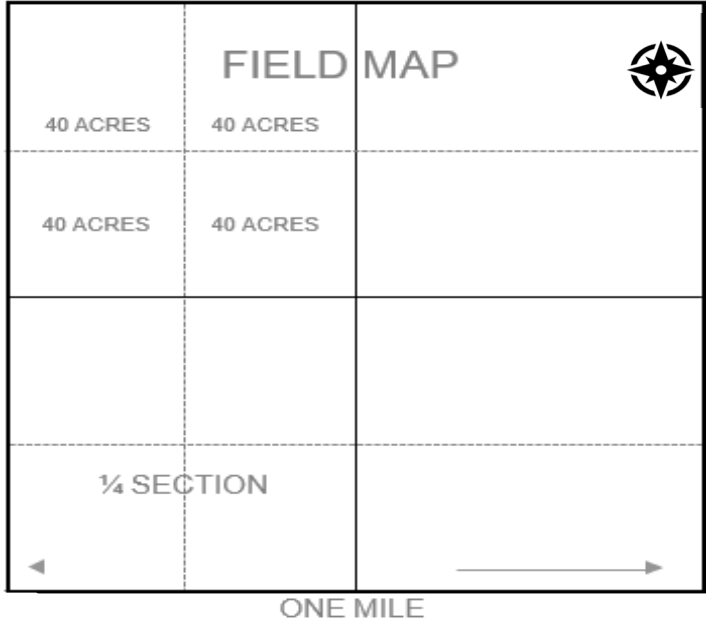 FIELD MAP
40 ACRES 40 ACRES
40 ACRES 40 ACRES
¼ SECTION
ONE MILE